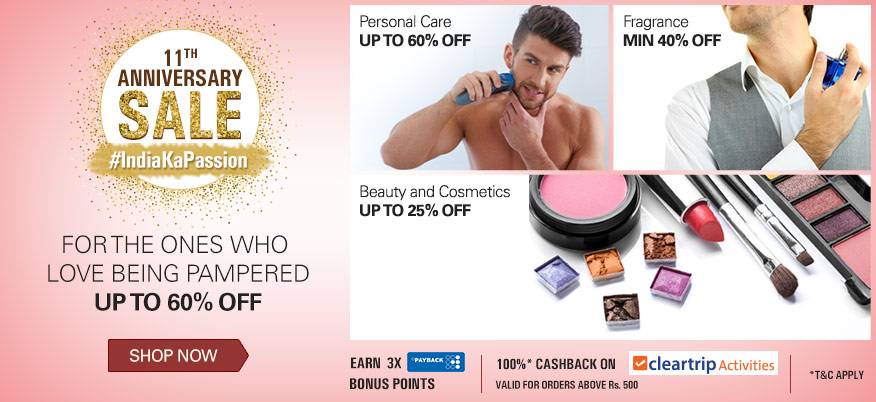 11TH
ANNIVERSARY
SALE
#IndiaKaPassion
FOR THE ONES WHO
LOVE BEING PAMPERED
UP TO 60% OFF
SHOP NOW
Personal Care
UP TO 60% OFF
Fragrance
MIN 40% OFF
Beauty and Cosmetics
UP TO 25% OFF
EARN 3X PAYBACK
BONUS POINTS
100%* CASHBACK ON cleartrip Activities
VALID FOR ORDERS ABOVE Rs. 500
*T&C APPLY